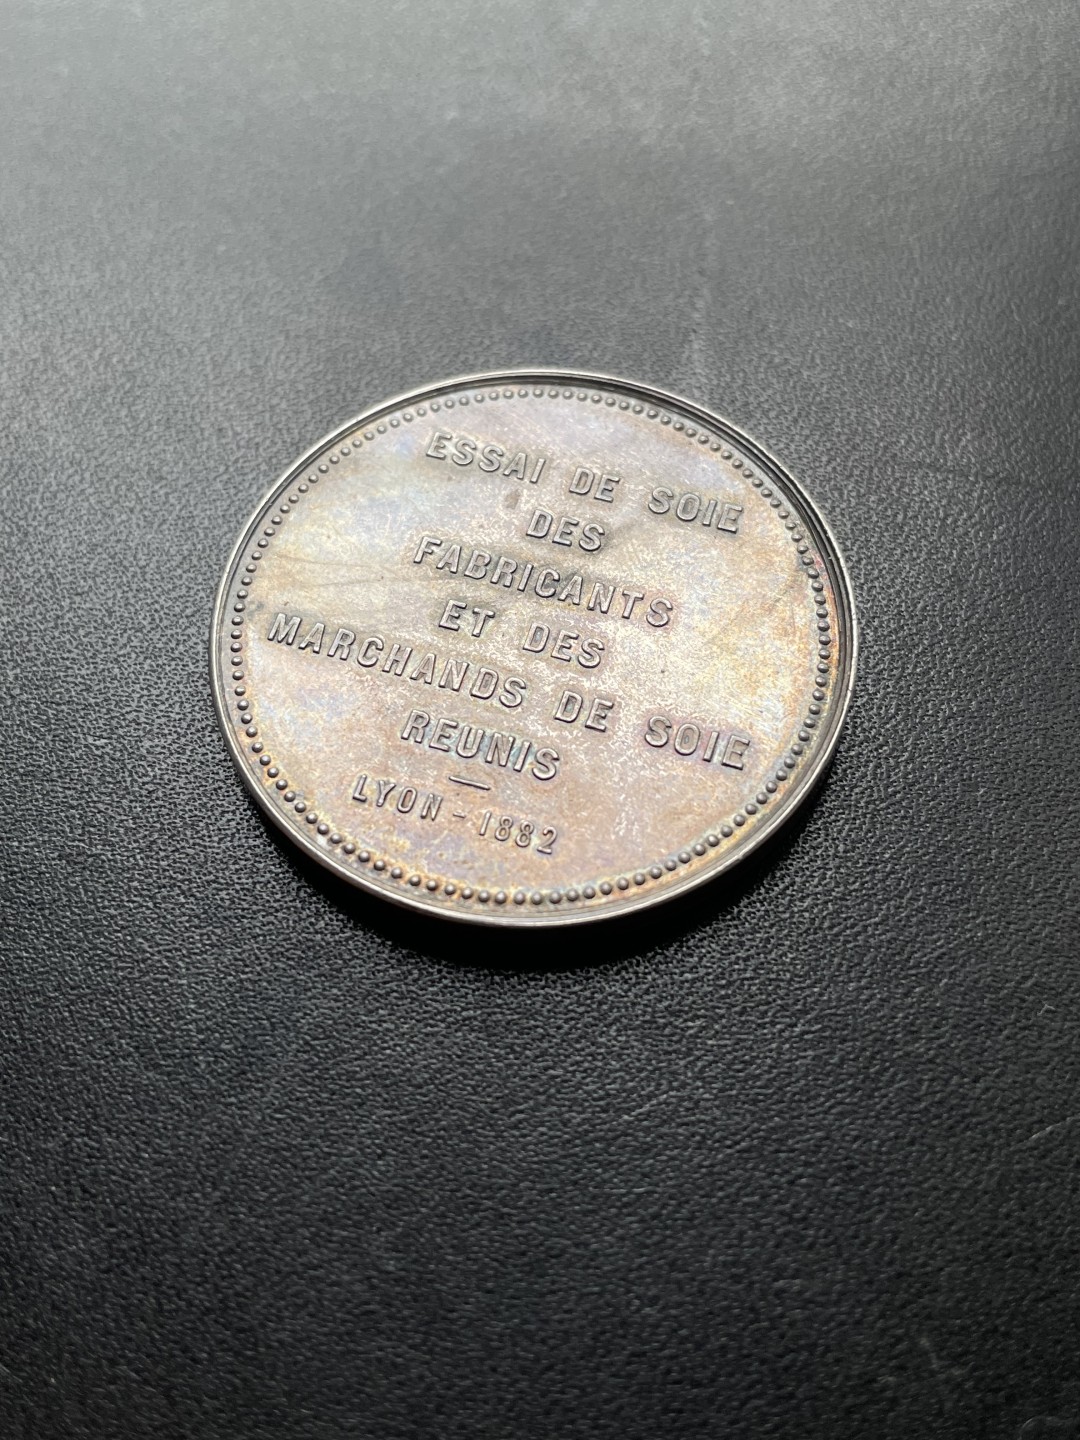 ESSAI DE SOIE
DES
FABRICANTS
ET DES
MARCHANDS DE SOIE
REUNIS
LYON - 1882